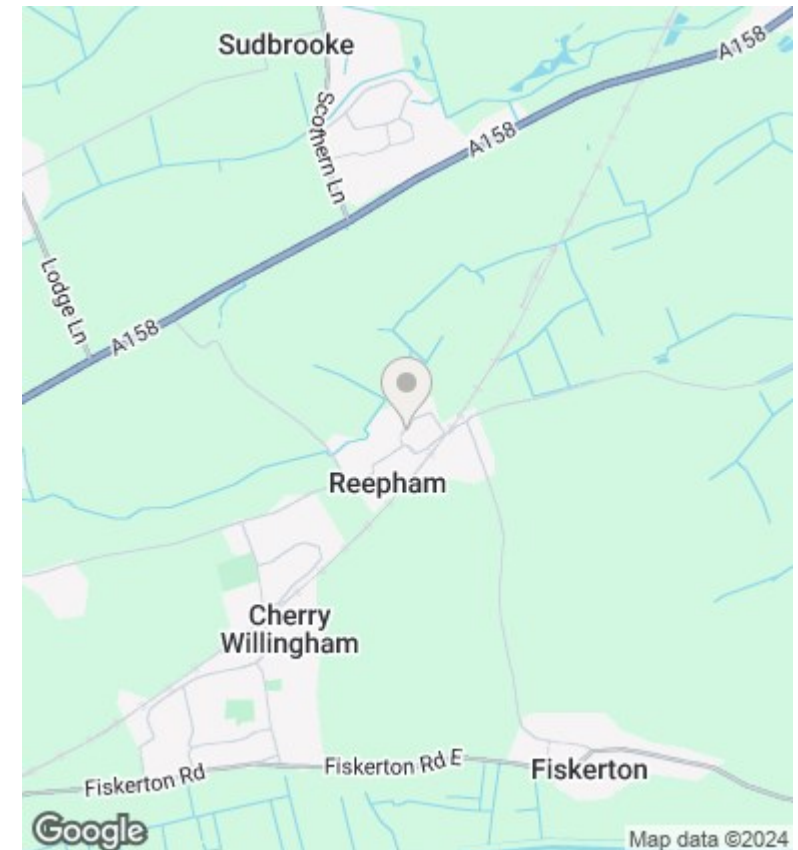 Sudbrooke
A158
Scothern Ln
A158
Lodge Ln
A158
Reepham
Cherry
Willingham
Fiskerton Rd E
Fiskerton
Fiskerton Rd
Google
Map data ©2024